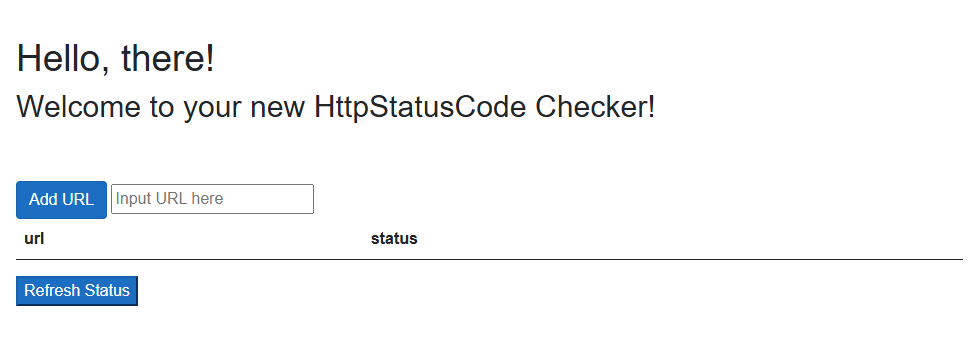 Hello, there!
Welcome to your new HttpStatusCode Checker!
Add URL Input URL here
url status
Refresh Status